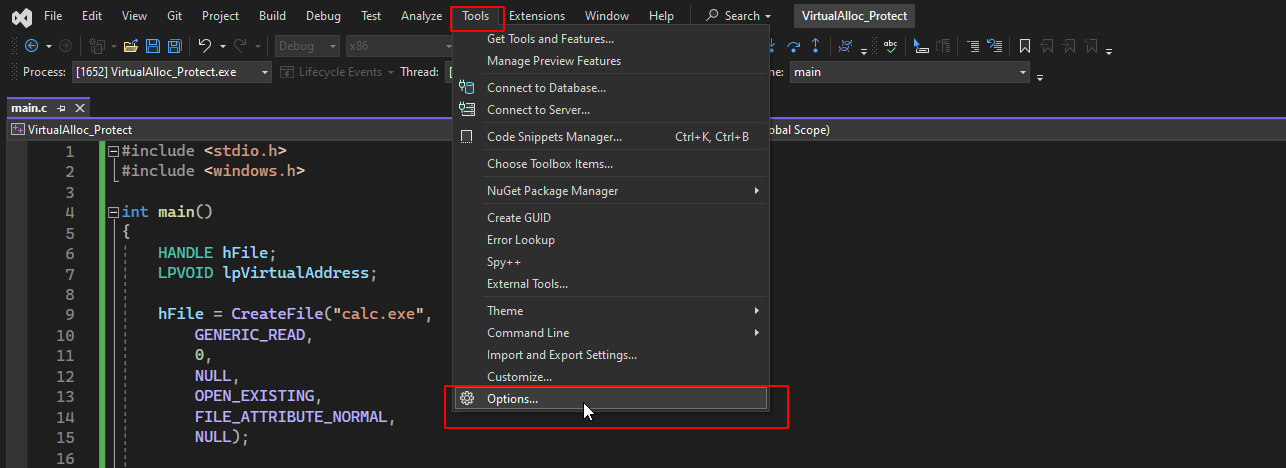 File Edit View Git Project Build Debug Test Analyze Tools Extensions Window Help Search VirtualAlloc_Protect
Debug x86
Process: [1652] VirtualAlloc_Protect.exe Lifecycle Events Thread: main
main.c
VirtualAlloc_Protect obal Scope)
Get Tools and Features...
Manage Preview Features
Connect to Database...
Connect to Server...
Code Snippets Manager... Ctrl+K, Ctrl+B
Choose Toolbox Items...
NuGet Package Manager
Create GUID
Error Lookup
Spy++
External Tools...
Theme
Command Line
Import and Export Settings...
Customize...
Options...
1 #include <stdio.h>
2 #include <windows.h>
3
4 int main()
5 {
6 HANDLE hFile;
7 LPVOID lpVirtualAddress;
8
9 hFile = CreateFile("calc.exe",
10 GENERIC_READ,
11 0,
12 NULL,
13 OPEN_EXISTING,
14 FILE_ATTRIBUTE_NORMAL,
15 NULL);
16